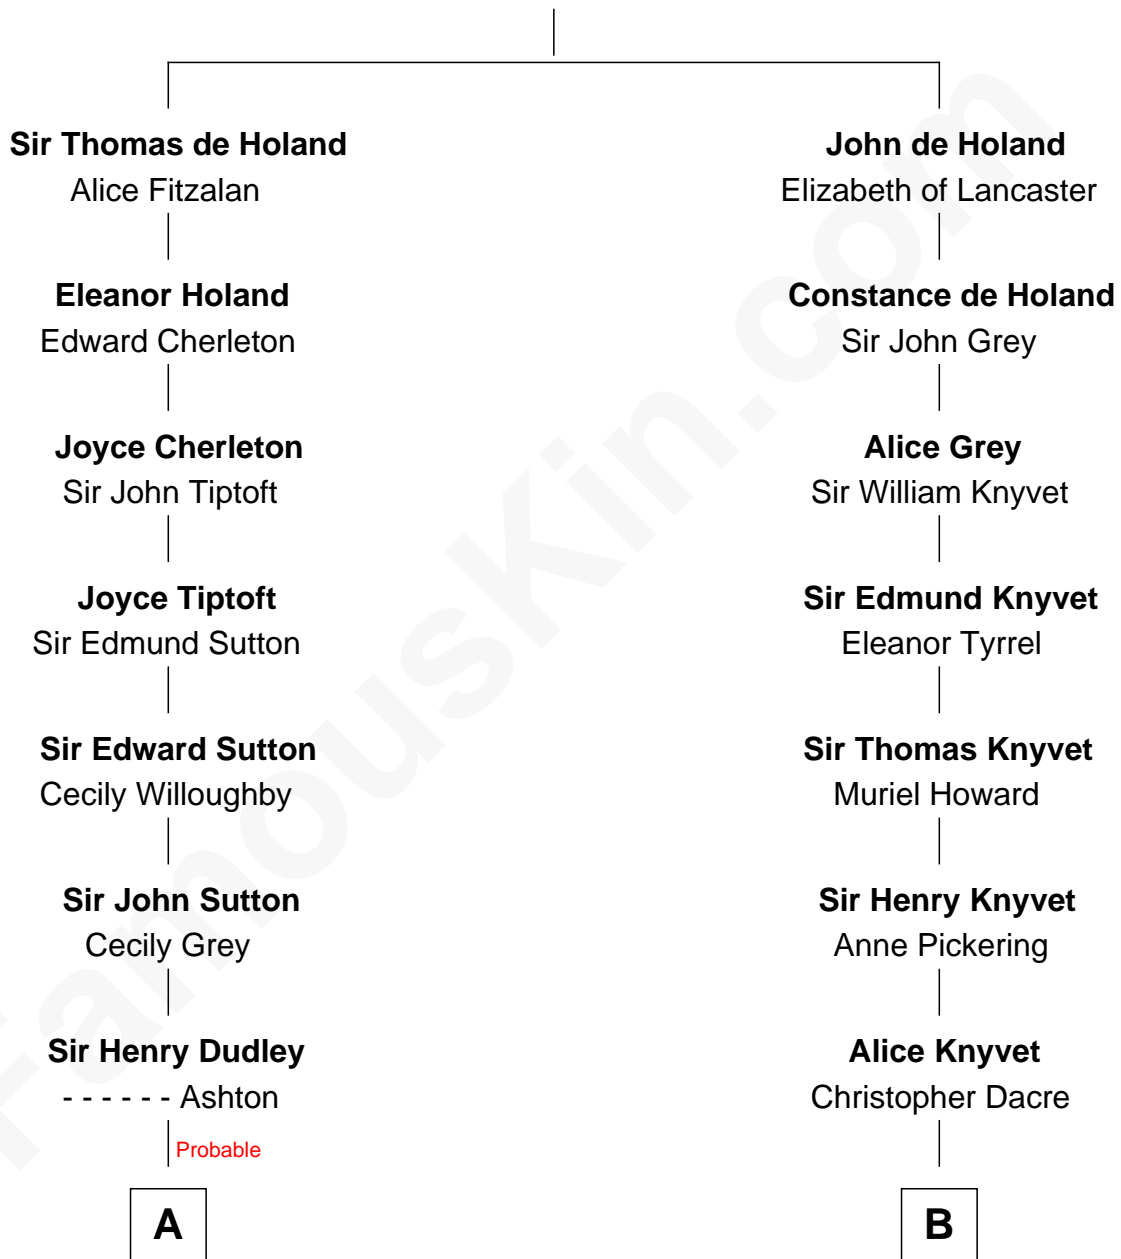 Sir Thomas de Holand
Alice Fitzalan
Eleanor Holand
Edward Cherleton
Joyce Cherleton
Sir John Tiptoft
Joyce Tiptoft
Sir Edmund Sutton
Sir Edward Sutton
Cecily Willoughby
Sir John Sutton
Cecily Grey
Sir Henry Dudley
- - - - - - Ashton
Probable
A
John de Holand
Elizabeth of Lancaster
Constance de Holand
Sir John Grey
Alice Grey
Sir William Knyvet
Sir Edmund Knyvet
Eleanor Tyrrel
Sir Thomas Knyvet
Muriel Howard
Sir Henry Knyvet
Anne Pickering
Alice Knyvet
Christopher Dacre
B
FamousKin.com